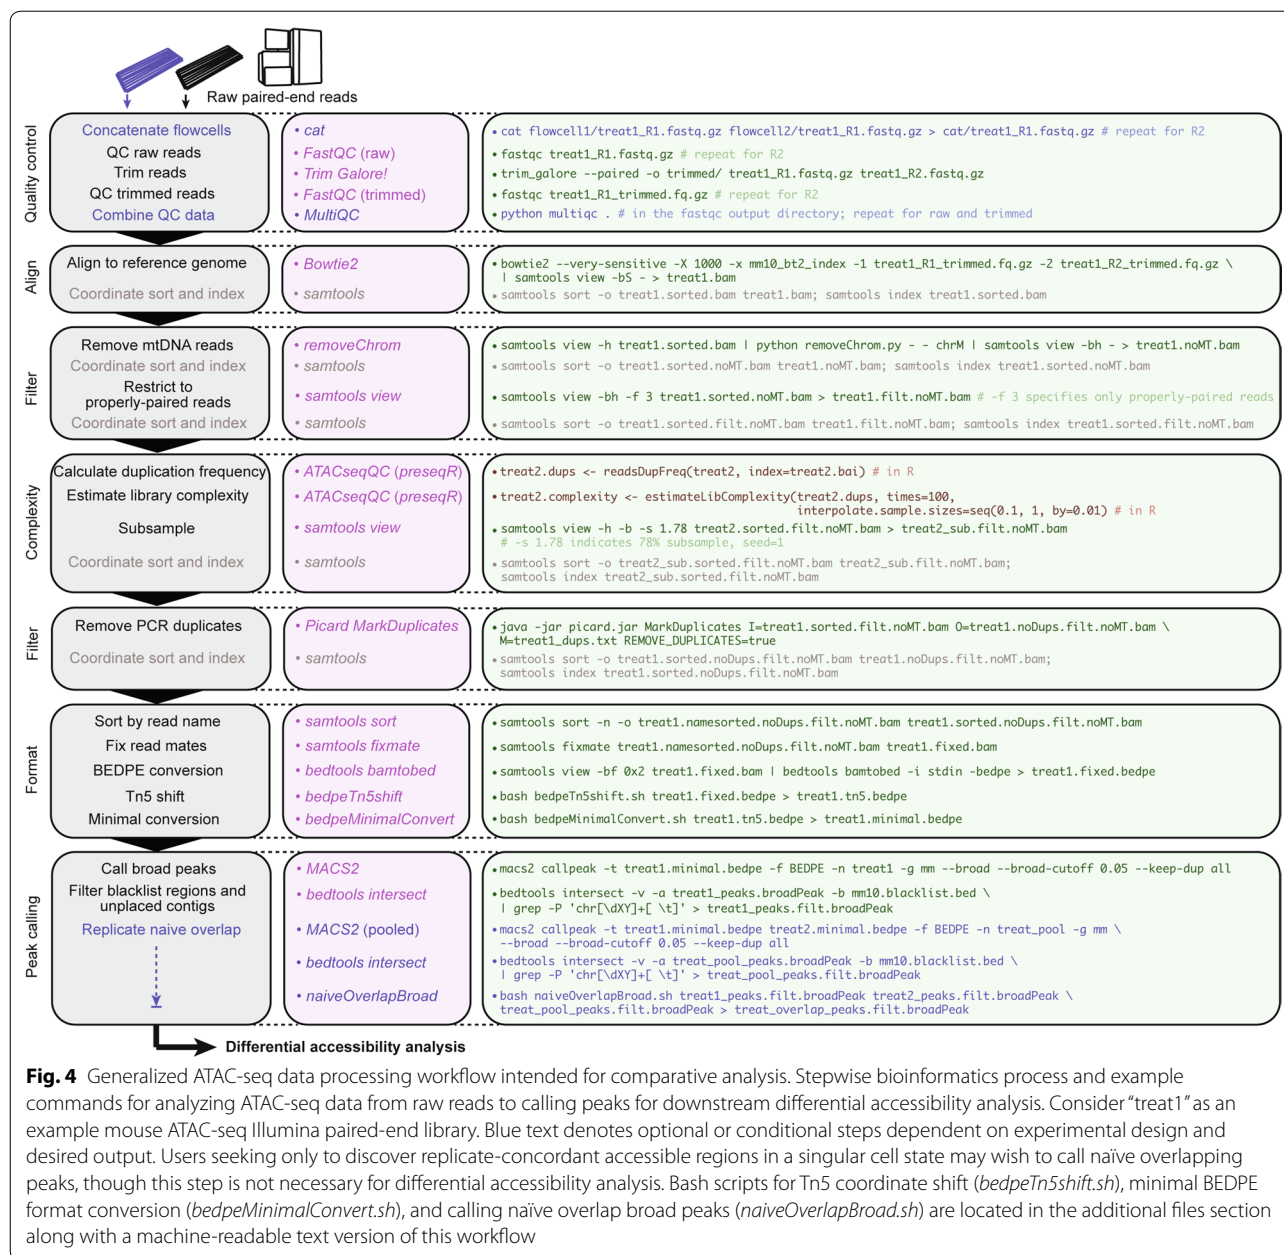 Raw paired-end reads
Quality control
Concatenate flowcells
QC raw reads
Trim reads
QC trimmed reads
Combine QC data
• cat
• FastQC (raw)
• Trim Galore!
• FastQC (trimmed)
• MultiQC
• cat flowcell1/treat1_R1.fastq.gz flowcell2/treat1_R1.fastq.gz > cat/treat1_R1.fastq.gz # repeat for R2
• fastqc treat1_R1.fastq.gz # repeat for R2
• trim_galore --paired -o trimmed/ treat1_R1.fastq.gz treat1_R2.fastq.gz
• fastqc treat1_R1_trimmed.fq.gz # repeat for R2
• python multiqc . # in the fastqc output directory; repeat for raw and trimmed
Align
Align to reference genome
Coordinate sort and index
• Bowtie2
• samtools
• bowtie2 --very-sensitive -X 1000 -x mm10_bt2_index -1 treat1_R1_trimmed.fq.gz -2 treat1_R2_trimmed.fq.gz \
| samtools view -bS - > treat1.bam
• samtools sort -o treat1.sorted.bam treat1.bam; samtools index treat1.sorted.bam
Filter
Remove mtDNA reads
Coordinate sort and index
Restrict to
properly-paired reads
Coordinate sort and index
• removeChrom
• samtools
• samtools view
• samtools
• samtools view -h treat1.sorted.bam | python removeChrom.py - - chrM | samtools view -bh - > treat1.noMT.bam
• samtools sort -o treat1.sorted.noMT.bam treat1.noMT.bam; samtools index treat1.sorted.noMT.bam
• samtools view -bh -f 3 treat1.sorted.noMT.bam > treat1.filt.noMT.bam # -f 3 specifies only properly-paired reads
• samtools sort -o treat1.sorted.filt.noMT.bam treat1.filt.noMT.bam; samtools index treat1.sorted.filt.noMT.bam
Complexity
Calculate duplication frequency
Estimate library complexity
Subsample
Coordinate sort and index
• ATACseqQC (preseqR)
• ATACseqQC (preseqR)
• samtools view
• samtools
• treat2.dups <- readsDupFreq(treat2, index=treat2.bai) # in R
• treat2.complexity <- estimateLibComplexity(treat2.dups, times=100,
interpolate.sample.sizes=seq(0.1, 1, by=0.01) # in R
• samtools view -h -b -s 1.78 treat2.sorted.filt.noMT.bam > treat2_sub.filt.noMT.bam
# -s 1.78 indicates 78% subsample, seed=1
• samtools sort -o treat2_sub.sorted.filt.noMT.bam treat2_sub.filt.noMT.bam;
samtools index treat2_sub.sorted.filt.noMT.bam
Filter
Remove PCR duplicates
Coordinate sort and index
• Picard MarkDuplicates
• samtools
• java -jar picard.jar MarkDuplicates I=treat1.sorted.filt.noMT.bam O=treat1.noDups.filt.noMT.bam \
M=treat1_dups.txt REMOVE_DUPLICATES=true
• samtools sort -o treat1.sorted.noDups.filt.noMT.bam treat1.noDups.filt.noMT.bam;
samtools index treat1.sorted.noDups.filt.noMT.bam
Format
Sort by read name
Fix read mates
BEDPE conversion
Tn5 shift
Minimal conversion
• samtools sort
• samtools fixmate
• bedtools bamtobed
• bedpeTn5shift
• bedpeMinimalConvert
• samtools sort -n -o treat1.namesorted.noDups.filt.noMT.bam treat1.sorted.noDups.filt.noMT.bam
• samtools fixmate treat1.namesorted.noDups.filt.noMT.bam treat1.fixed.bam
• samtools view -bf 0x2 treat1.fixed.bam | bedtools bamtobed -i stdin -bedpe > treat1.fixed.bedpe
• bash bedpeTn5shift.sh treat1.fixed.bedpe > treat1.tn5.bedpe
• bash bedpeMinimalConvert.sh treat1.tn5.bedpe > treat1.minimal.bedpe
Peak calling
Call broad peaks
Filter blacklist regions and
unplaced contigs
Replicate naive overlap
• MACS2
• bedtools intersect
• MACS2 (pooled)
• bedtools intersect
• naiveOverlapBroad
• macs2 callpeak -t treat1.minimal.bedpe -f BEDPE -n treat1 -g mm --broad --broad-cutoff 0.05 --keep-dup all
• bedtools intersect -v -a treat1_peaks.broadPeak -b mm10.blacklist.bed \
| grep -P 'chr[\dXY]+[ \t]' > treat1_peaks.filt.broadPeak
• macs2 callpeak -t treat1.minimal.bedpe treat2.minimal.bedpe -f BEDPE -n treat_pool -g mm \
--broad --broad-cutoff 0.05 --keep-dup all
• bedtools intersect -v -a treat_pool_peaks.broadPeak -b mm10.blacklist.bed \
| grep -P 'chr[\dXY]+[ \t]' > treat_pool_peaks.filt.broadPeak
• bash naiveOverlapBroad.sh treat1_peaks.filt.broadPeak treat2_peaks.filt.broadPeak \
treat_pool_peaks.filt.broadPeak > treat_overlap_peaks.filt.broadPeak
Differential accessibility analysis
Fig. 4 Generalized ATAC-seq data processing workflow intended for comparative analysis. Stepwise bioinformatics process and example
commands for analyzing ATAC-seq data from raw reads to calling peaks for downstream differential accessibility analysis. Consider “treat1” as an
example mouse ATAC-seq Illumina paired-end library. Blue text denotes optional or conditional steps dependent on experimental design and
desired output. Users seeking only to discover replicate-concordant accessible regions in a singular cell state may wish to call naïve overlapping
peaks, though this step is not necessary for differential accessibility analysis. Bash scripts for Tn5 coordinate shift (bedpeTn5shift.sh), minimal BEDPE
format conversion (bedpeMinimalConvert.sh), and calling naïve overlap broad peaks (naiveOverlapBroad.sh) are located in the additional files section
along with a machine-readable text version of this workflow